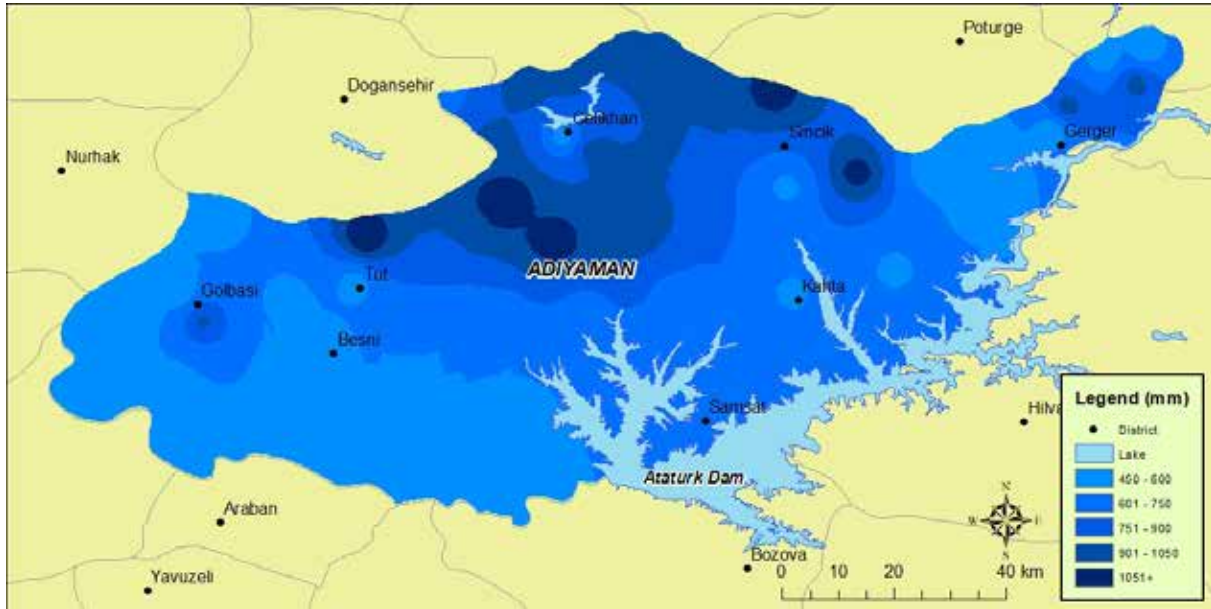 Poturge
Dogansehir
Celikhan
Sincik
Gerger
Nurhak
ADIYAMAN
Tut
Golbasi
Kahta
Besni
Samsat
Ataturk Dam
Araban
Bozova
Yavuzeli
Hilva
Legend (mm)
District
Lake
450 - 600
601 - 750
751 - 900
901 - 1050
1051+
N
W
E
S
0 10 20 40 km